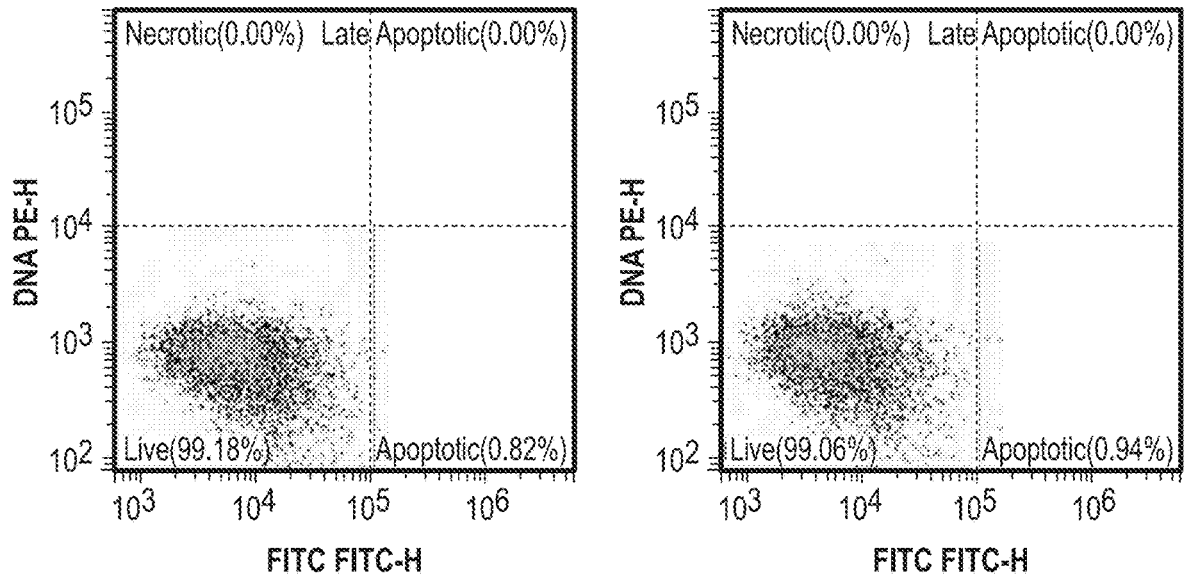 Necrotic(0.00%) Late Apoptotic(0.00%)
10⁵
10⁴
10³
10²
DNA PE-H
Live(99.18%) Apoptotic(0.82%)
10³ 10⁴ 10⁵ 10⁶
FITC FITC-H
Necrotic(0.00%) Late Apoptotic(0.00%)
10⁵
10⁴
10³
10²
DNA PE-H
Live(99.06%) Apoptotic(0.94%)
10³ 10⁴ 10⁵ 10⁶
FITC FITC-H